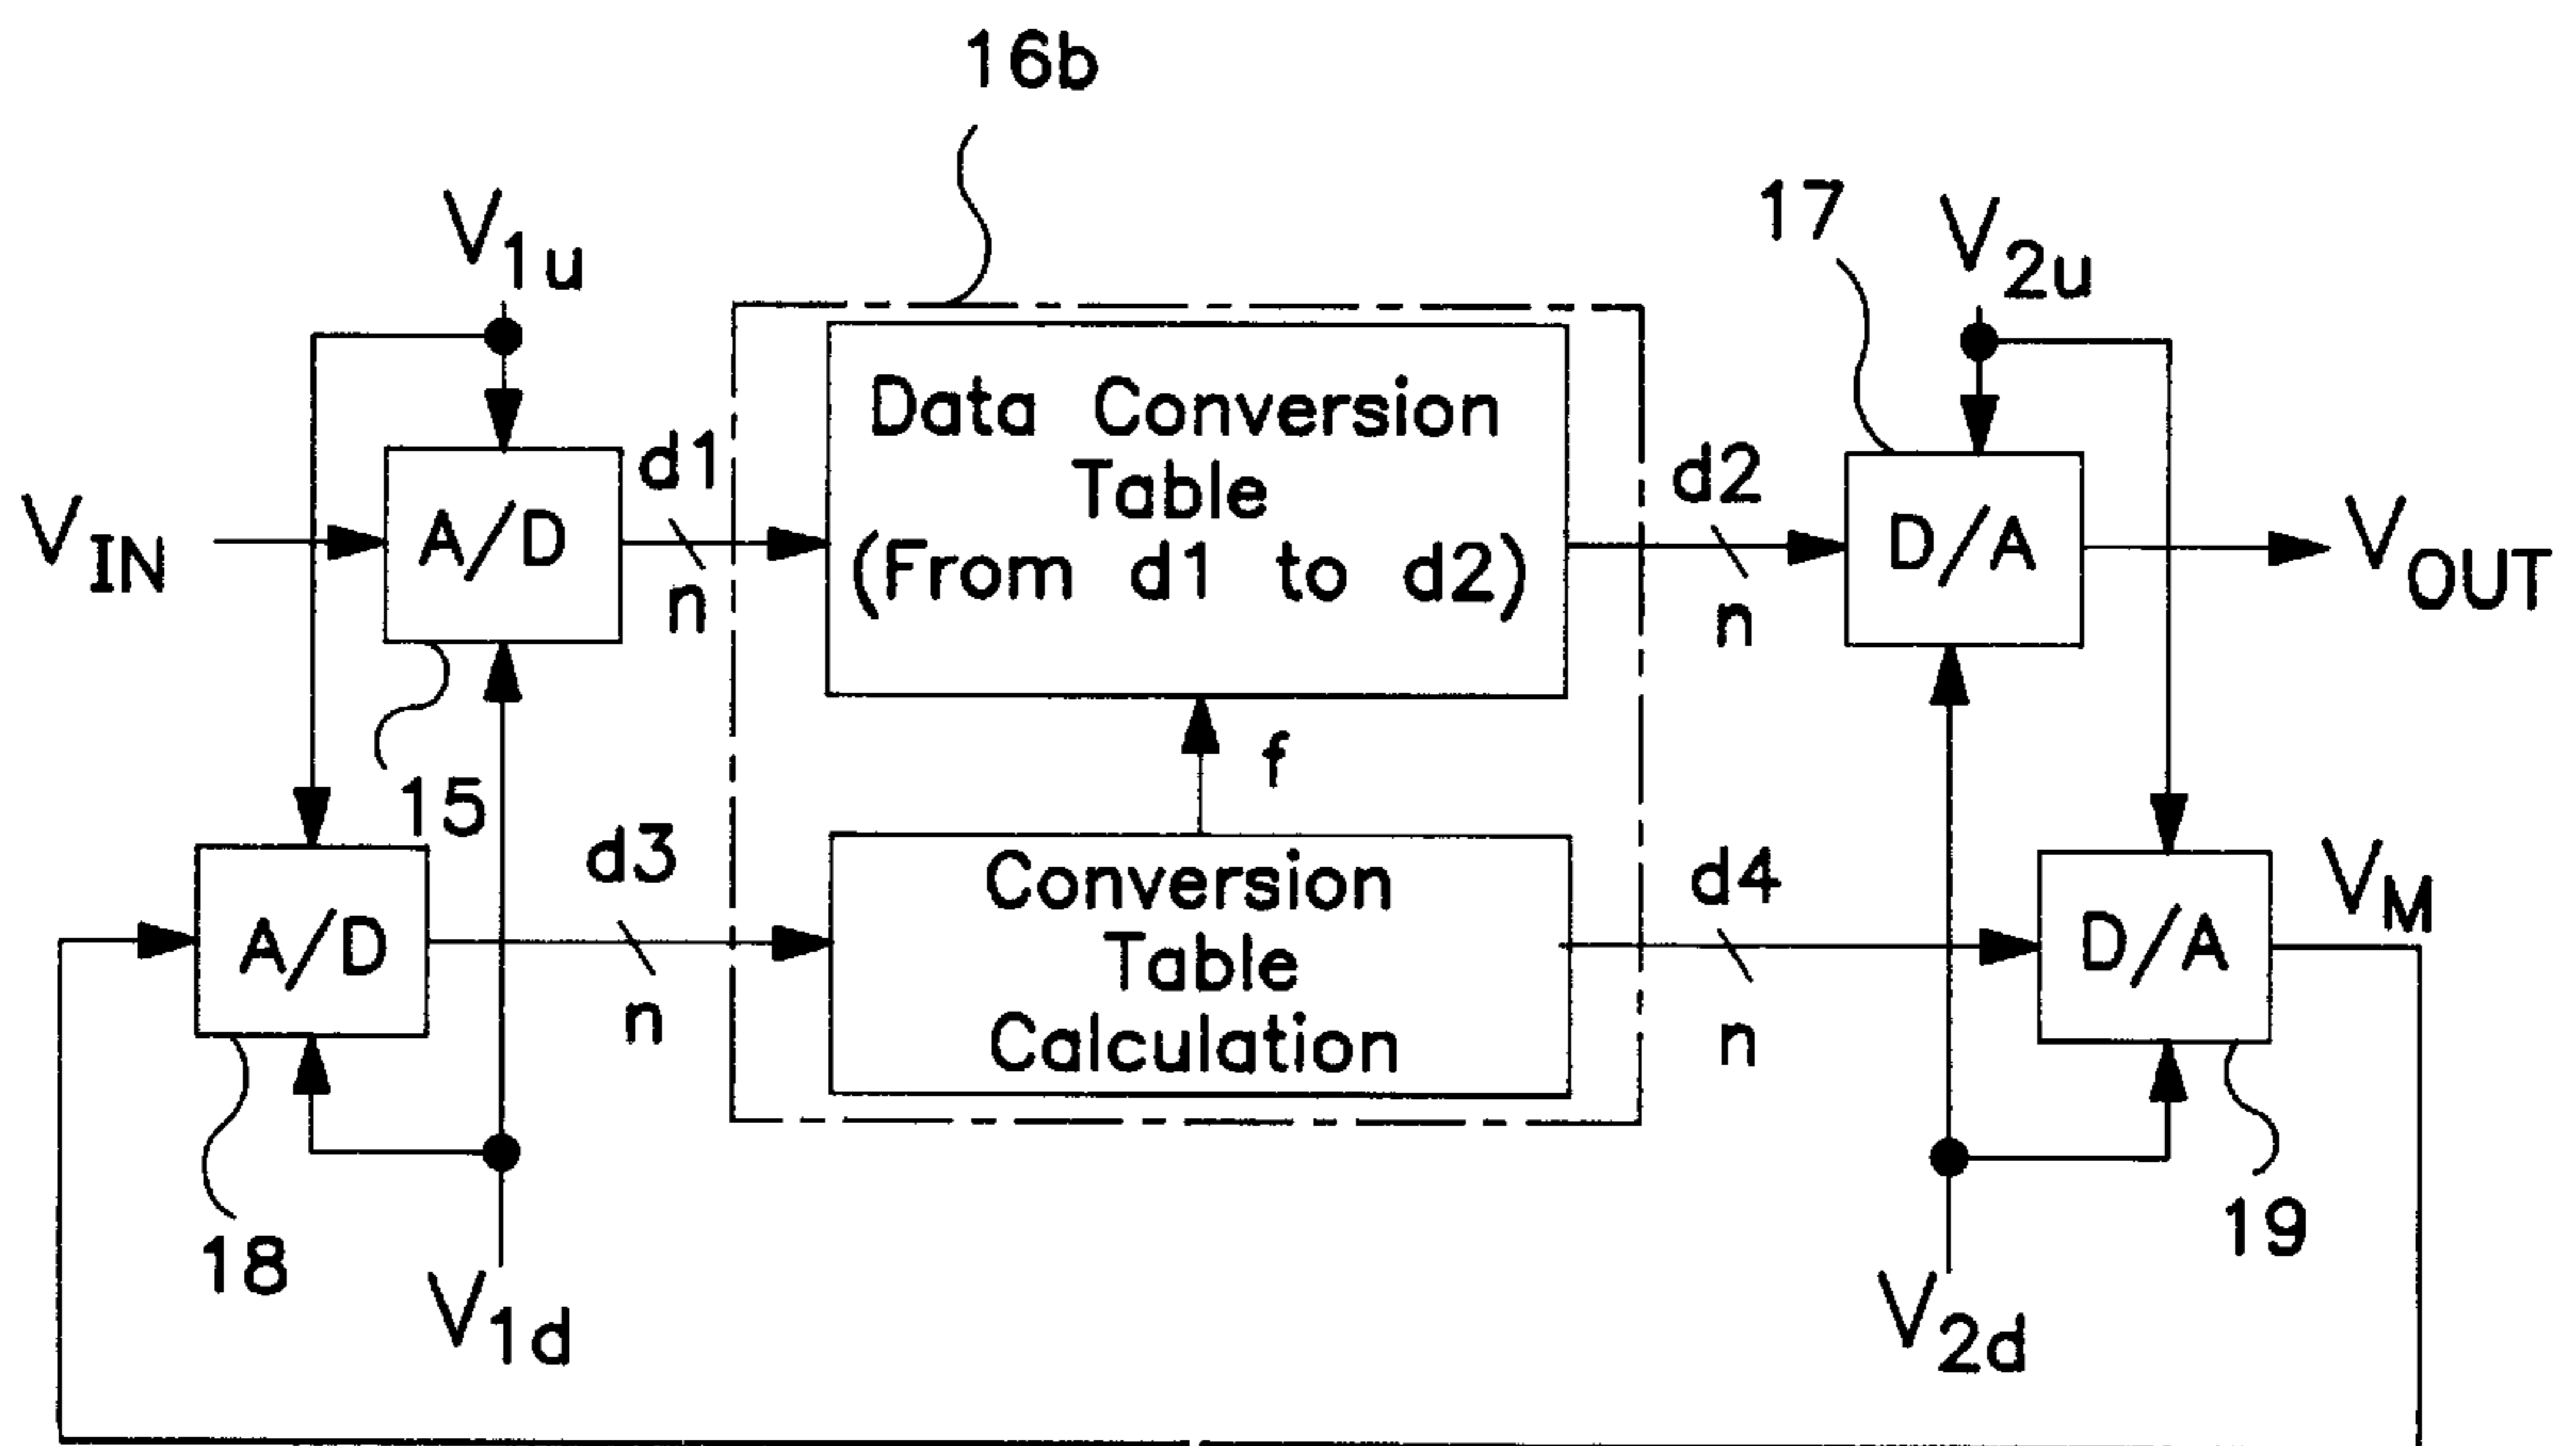 16b
V1u
17
V2u
VIN
A/D
d1
n
Data Conversion
Table
(From d1 to d2)
d2
n
D/A
VOUT
15
f
A/D
d3
n
Conversion
Table
Calculation
d4
n
D/A
VM
18
V1d
V2d
19